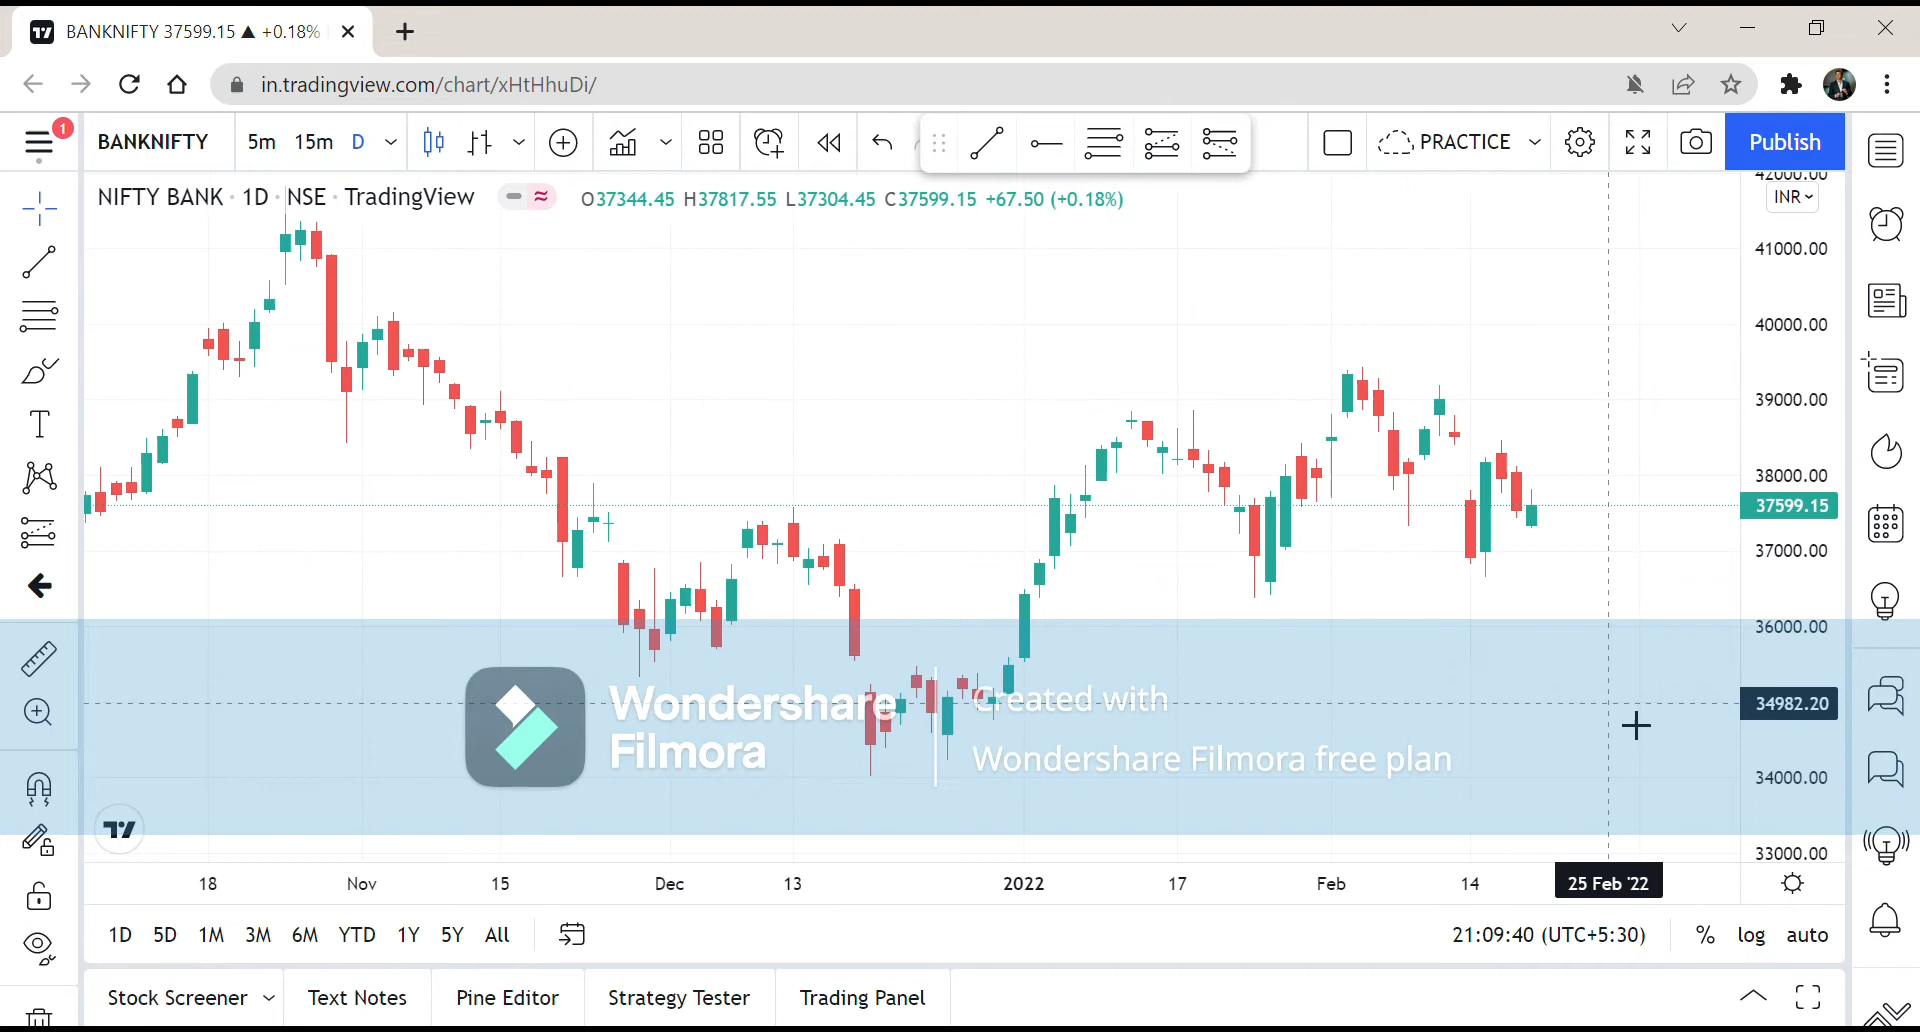 BANKNIFTY 37599.15 ▲ +0.18%
in.tradingview.com/chart/xHtHhuDi/
1
BANKNIFTY 5m 15m D PRACTICE Publish
NIFTY BANK · 1D · NSE · TradingView O37344.45 H37817.55 L37304.45 C37599.15 +67.50 (+0.18%)
42000.00
INR
41000.00
40000.00
39000.00
38000.00
37599.15
37000.00
36000.00
34982.20
34000.00
33000.00
Wondershare
Filmora
Created with
Wondershare Filmora free plan
18 Nov 15 Dec 13 2022 17 Feb 14 25 Feb '22
1D 5D 1M 3M 6M YTD 1Y 5Y All 21:09:40 (UTC+5:30) % log auto
Stock Screener Text Notes Pine Editor Strategy Tester Trading Panel